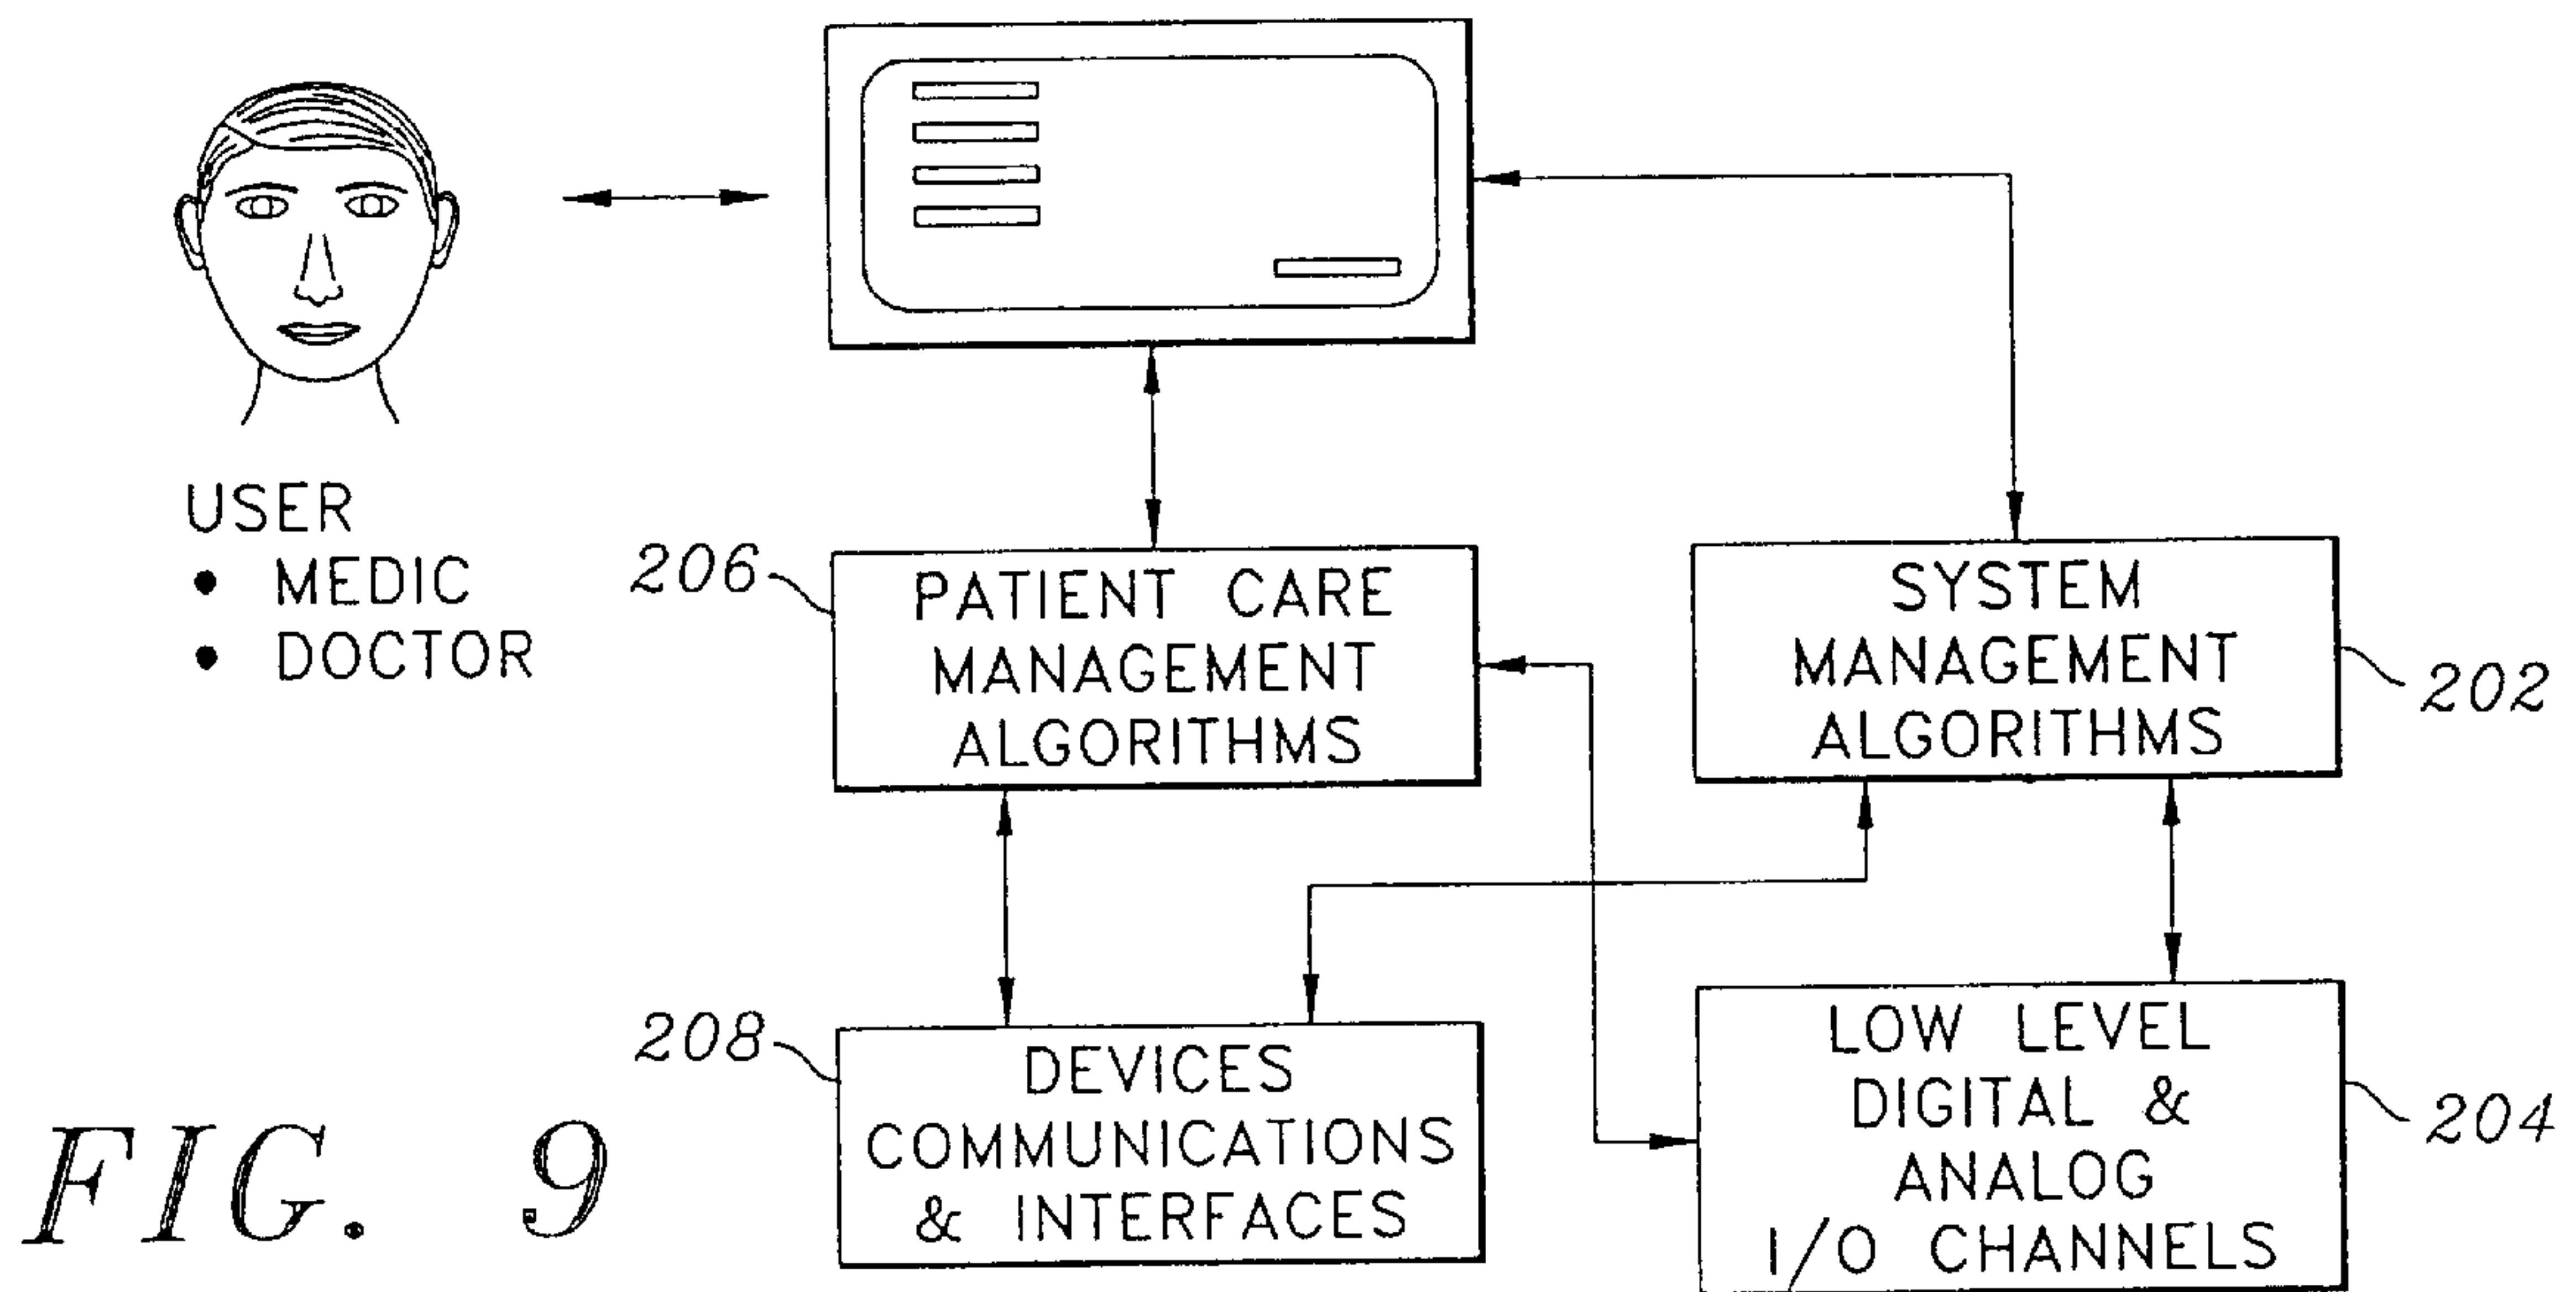 USER
• MEDIC
• DOCTOR
206
PATIENT CARE
MANAGEMENT
ALGORITHMS
SYSTEM
MANAGEMENT
ALGORITHMS
202
208
DEVICES
COMMUNICATIONS
& INTERFACES
LOW LEVEL
DIGITAL &
ANALOG
I/O CHANNELS
204
FIG. 9